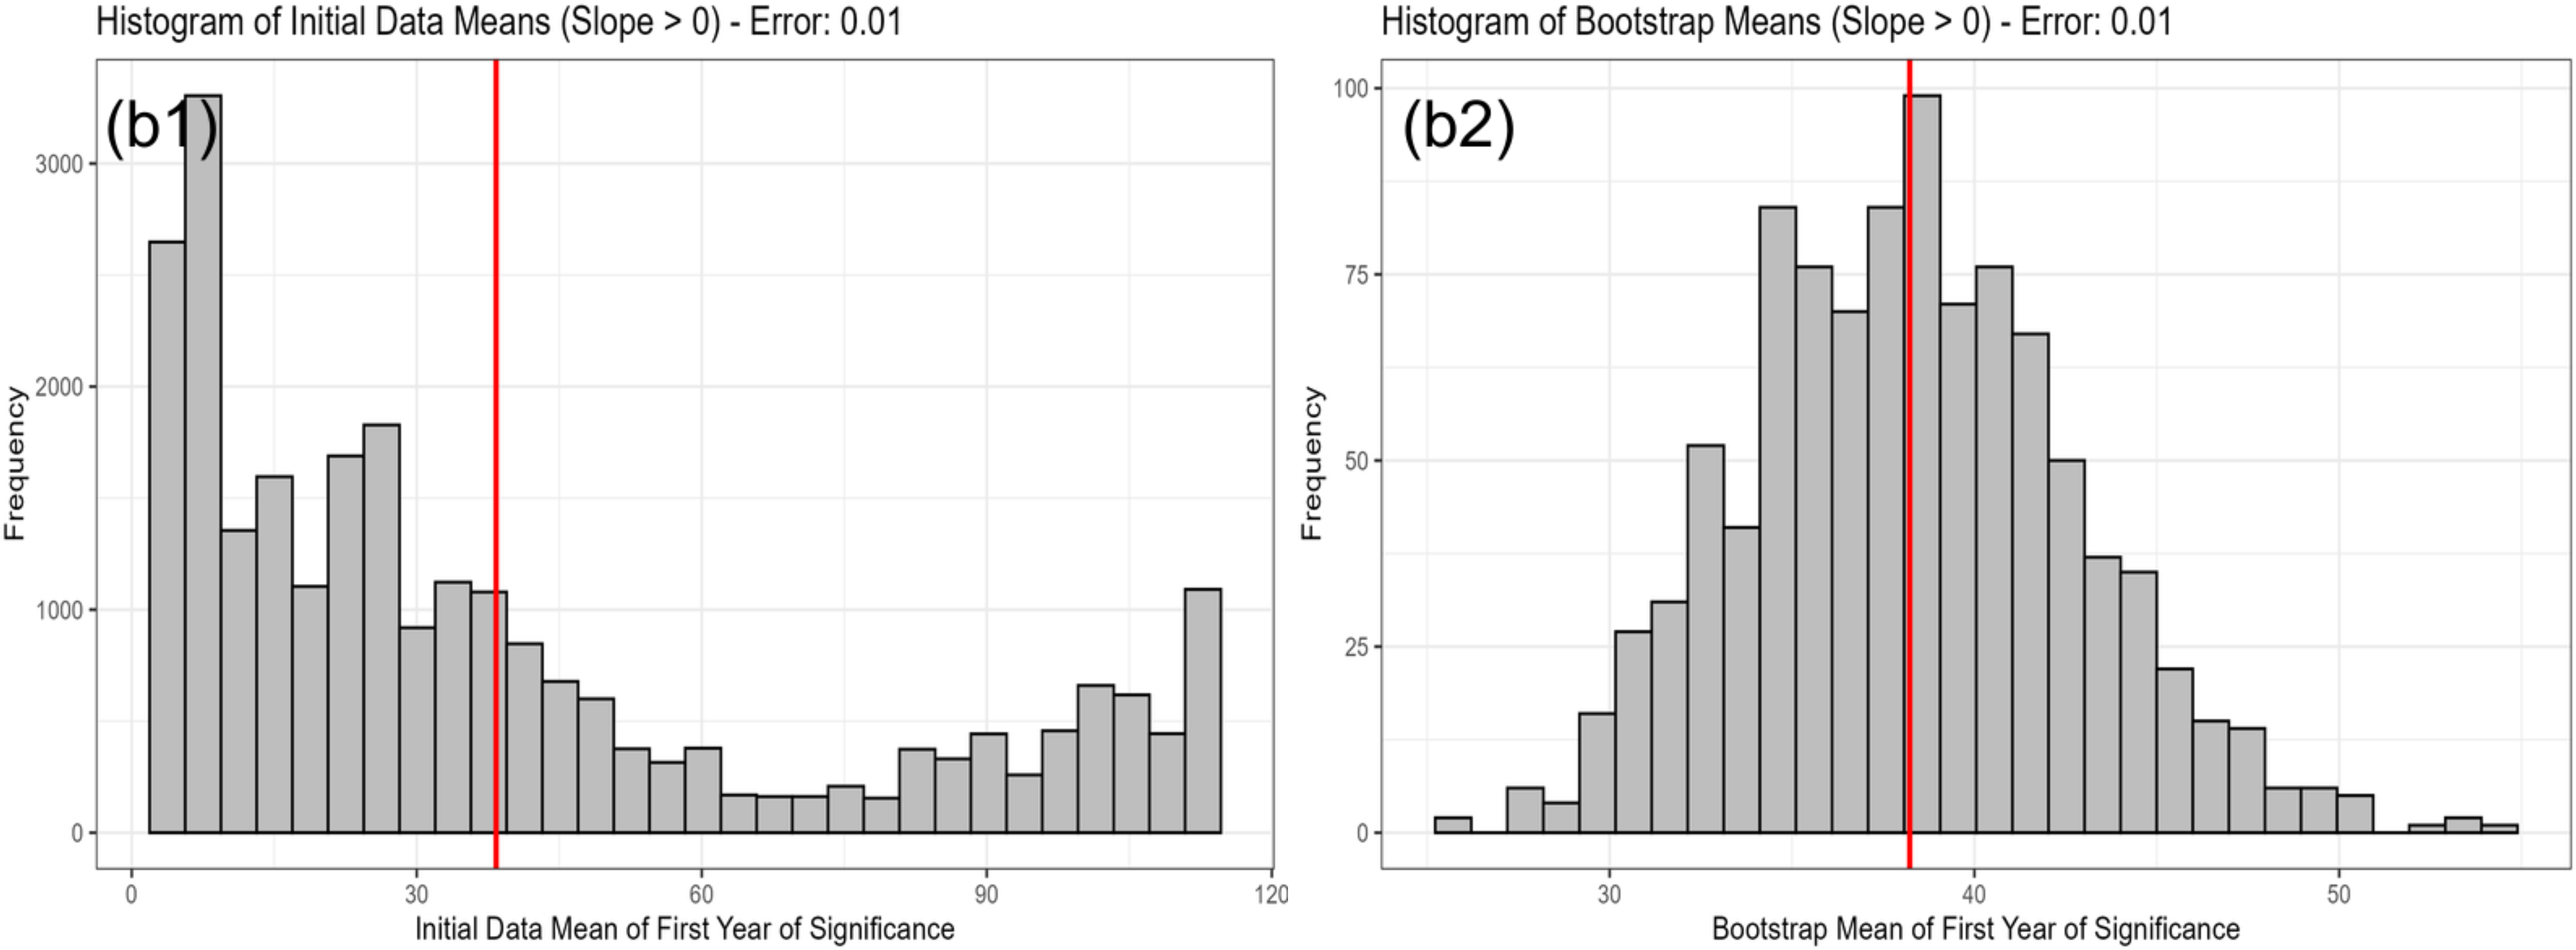 Histogram of Initial Data Means (Slope > 0) - Error: 0.01
(b1)
3000
2000
1000
0
Frequency
0 30 60 90 120
Initial Data Mean of First Year of Significance
Histogram of Bootstrap Means (Slope > 0) - Error: 0.01
(b2)
100
75
50
25
0
Frequency
30 40 50
Bootstrap Mean of First Year of Significance